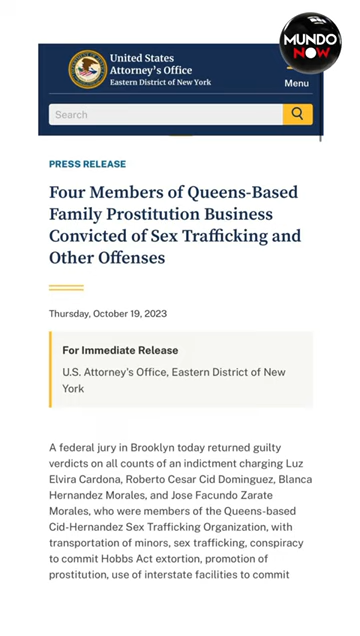 MUNDO
NOW
United States
Attorney's Office
Eastern District of New York
Menu
Search
PRESS RELEASE
Four Members of Queens-Based
Family Prostitution Business
Convicted of Sex Trafficking and
Other Offenses
Thursday, October 19, 2023
For Immediate Release
U.S. Attorney's Office, Eastern District of New
York
A federal jury in Brooklyn today returned guilty
verdicts on all counts of an indictment charging Luz
Elvira Cardona, Roberto Cesar Cid Dominguez, Blanca
Hernandez Morales, and Jose Facundo Zarate
Morales, who were members of the Queens-based
Cid-Hernandez Sex Trafficking Organization, with
transportation of minors, sex trafficking, conspiracy
to commit Hobbs Act extortion, promotion of
prostitution, use of interstate facilities to commit